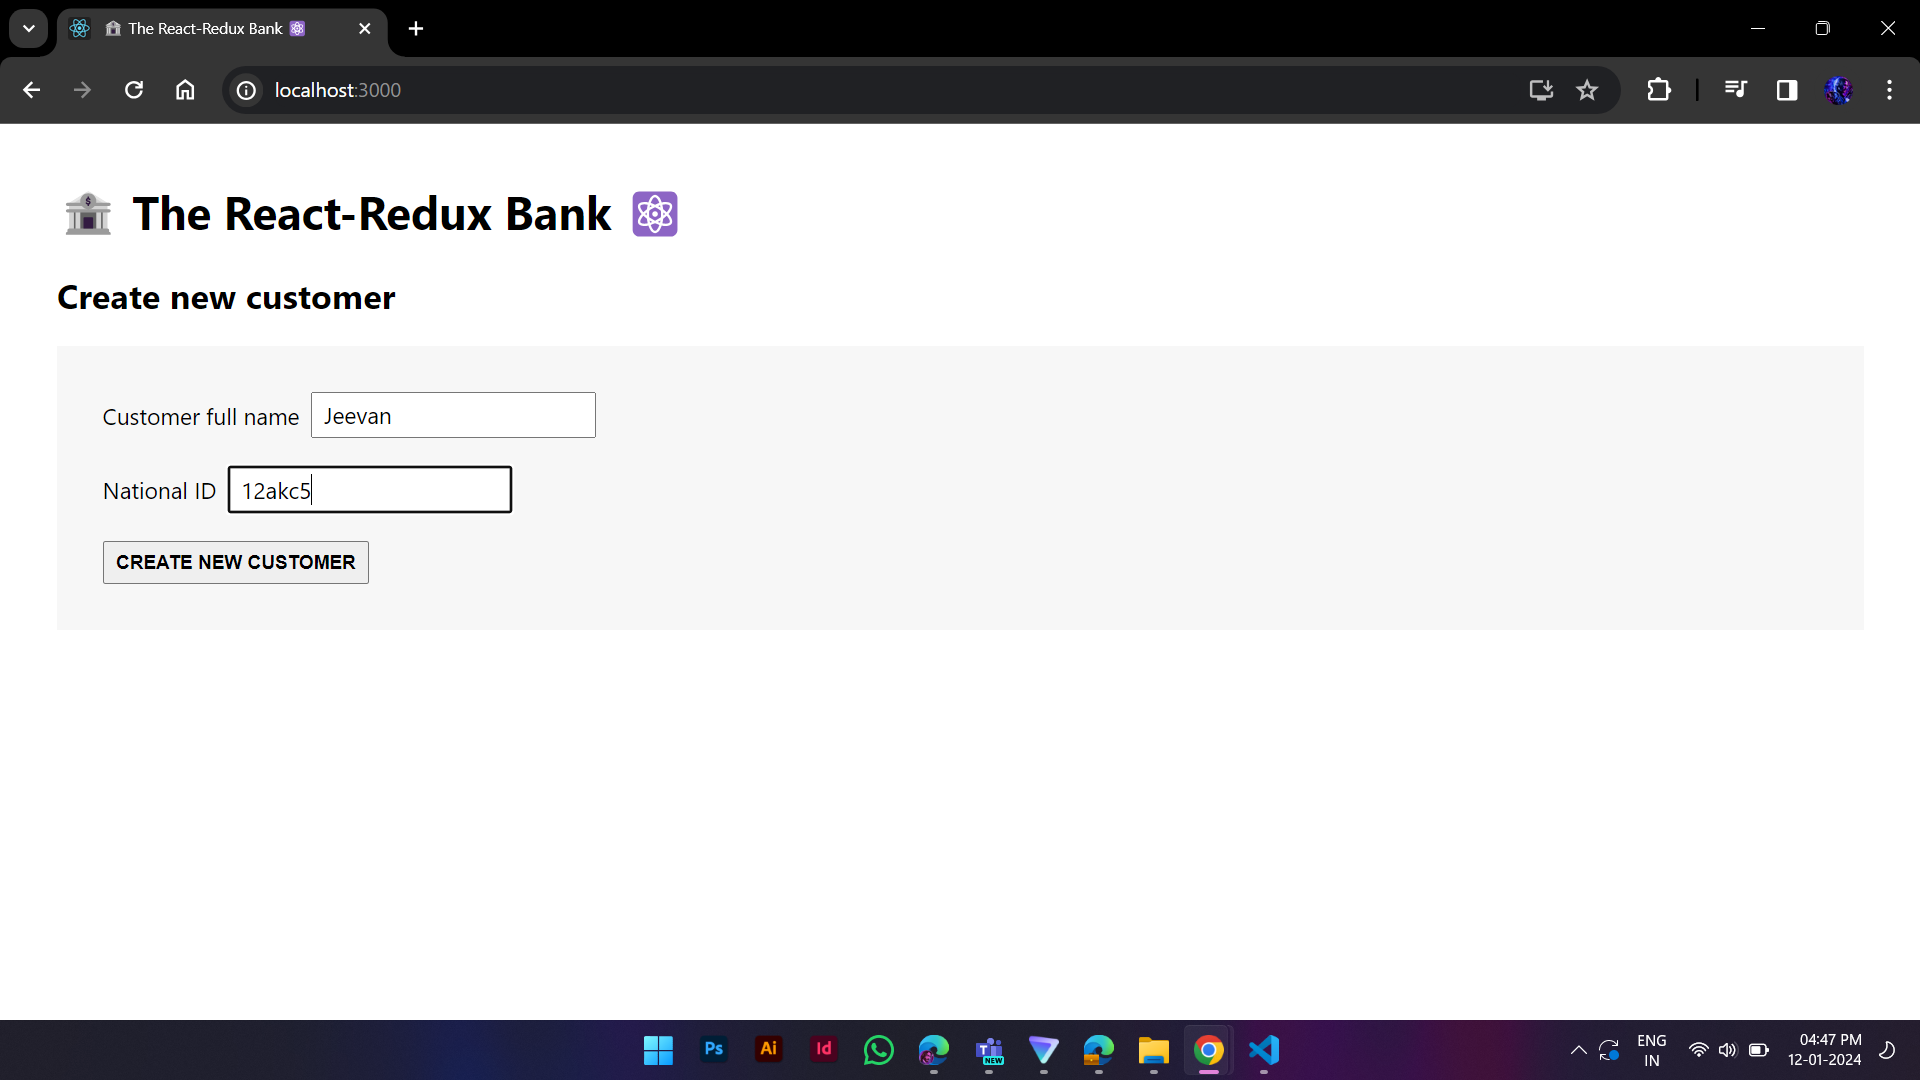 🏦 The React-Redux Bank ⚛️
localhost:3000
🏦 The React-Redux Bank ⚛️
Create new customer
Customer full name Jeevan
National ID 12akc5
CREATE NEW CUSTOMER
Ps Ai Id T NEW
ENG
IN
04:47 PM
12-01-2024